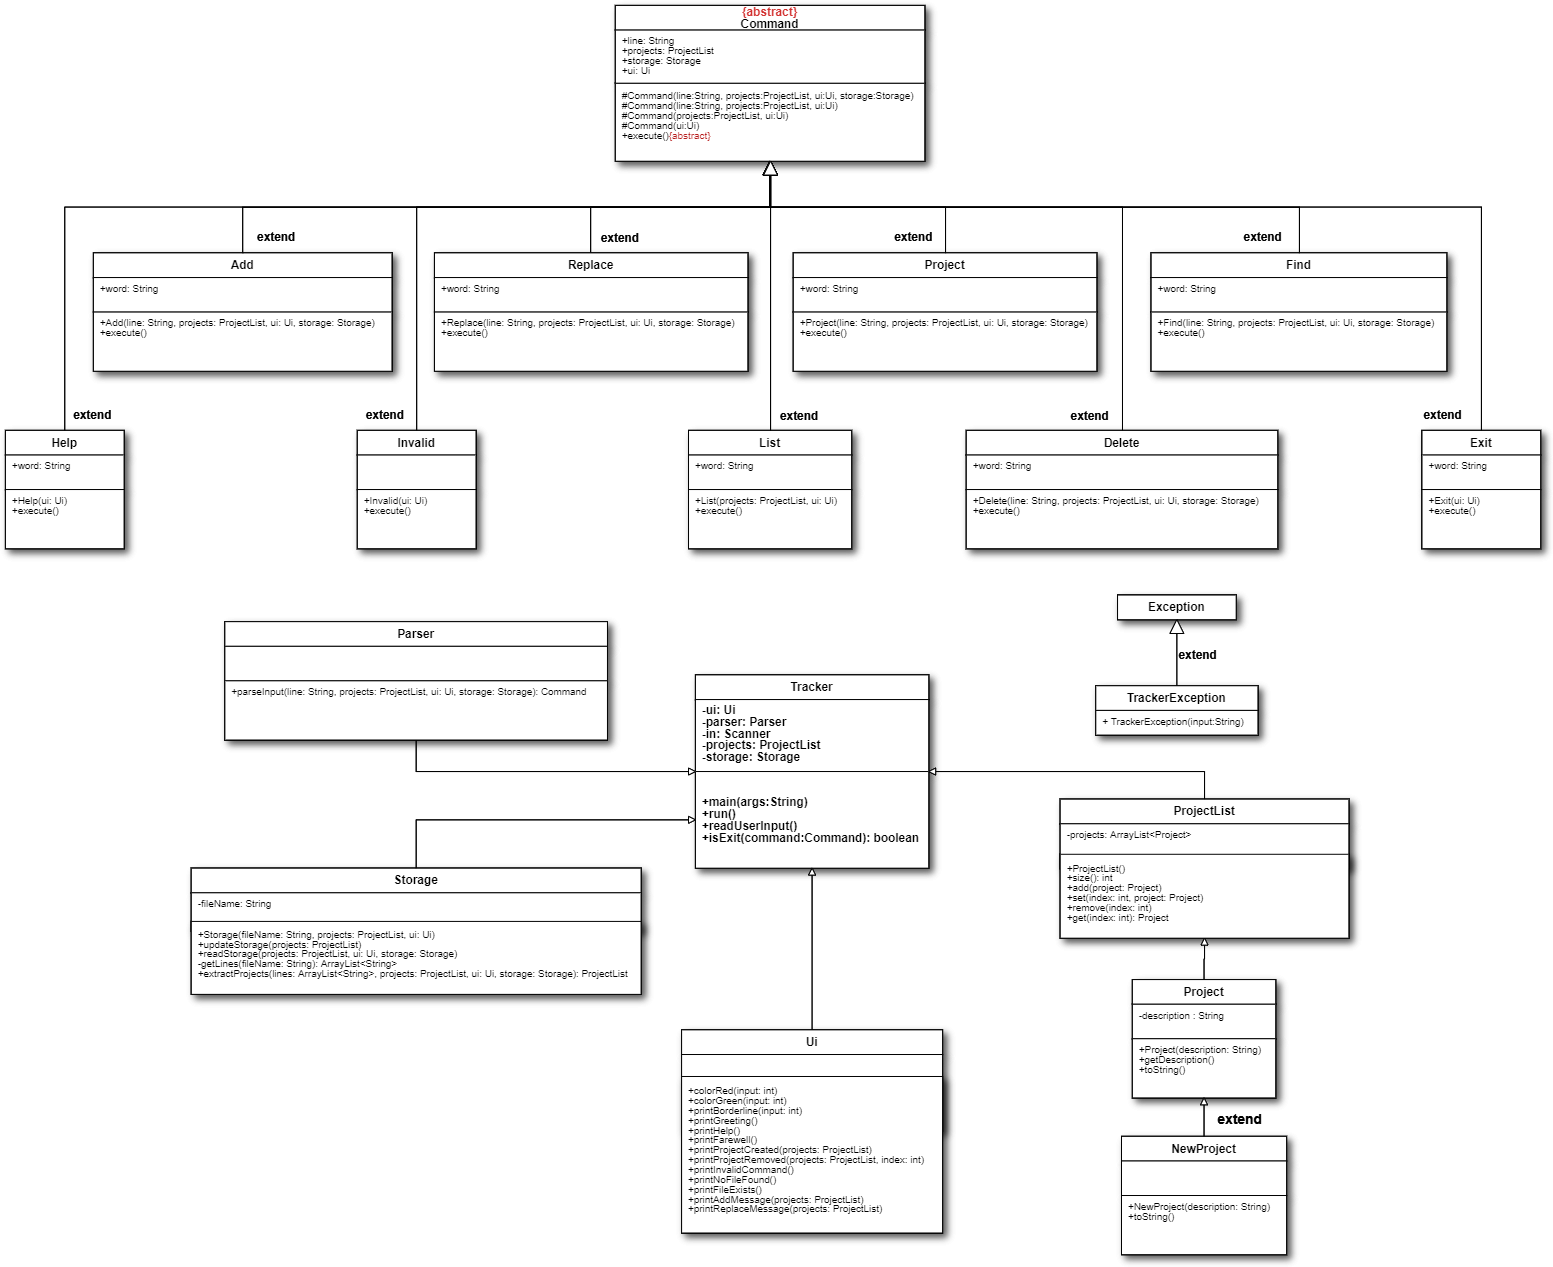 {abstract}
Command
+line: String
+projects: ProjectList
+storage: Storage
+ui: Ui
#Command(line:String, projects:ProjectList, ui:Ui, storage:Storage)
#Command(line:String, projects:ProjectList, ui:Ui)
#Command(projects:ProjectList, ui:Ui)
#Command(ui:Ui)
+execute(){abstract}
extend
extend
extend
extend
Add
+word: String
+Add(line: String, projects: ProjectList, ui: Ui, storage: Storage)
+execute()
Replace
+word: String
+Replace(line: String, projects: ProjectList, ui: Ui, storage: Storage)
+execute()
Project
+word: String
+Project(line: String, projects: ProjectList, ui: Ui, storage: Storage)
+execute()
Find
+word: String
+Find(line: String, projects: ProjectList, ui: Ui, storage: Storage)
+execute()
extend
extend
extend
extend
extend
Help
+word: String
+Help(ui: Ui)
+execute()
Invalid
+Invalid(ui: Ui)
+execute()
List
+word: String
+List(projects: ProjectList, ui: Ui)
+execute()
Delete
+word: String
+Delete(line: String, projects: ProjectList, ui: Ui, storage: Storage)
+execute()
Exit
+word: String
+Exit(ui: Ui)
+execute()
Exception
extend
TrackerException
+ TrackerException(input:String)
Parser
+parseInput(line: String, projects: ProjectList, ui: Ui, storage: Storage): Command
Tracker
-ui: Ui
-parser: Parser
-in: Scanner
-projects: ProjectList
-storage: Storage
+main(args:String)
+run()
+readUserInput()
+isExit(command:Command): boolean
ProjectList
-projects: ArrayList<Project>
+ProjectList()
+size(): int
+add(project: Project)
+set(index: int, project: Project)
+remove(index: int)
+get(index: int): Project
Storage
-fileName: String
+Storage(fileName: String, projects: ProjectList, ui: Ui)
+updateStorage(projects: ProjectList)
+readStorage(projects: ProjectList, ui: Ui, storage: Storage)
-getLines(fileName: String): ArrayList<String>
+extractProjects(lines: ArrayList<String>, projects: ProjectList, ui: Ui, storage: Storage): ProjectList
Project
-description : String
+Project(description: String)
+getDescription()
+toString()
Ui
+colorRed(input: int)
+colorGreen(input: int)
+printBorderline(input: int)
+printGreeting()
+printHelp()
+printFarewell()
+printProjectCreated(projects: ProjectList)
+printProjectRemoved(projects: ProjectList, index: int)
+printInvalidCommand()
+printNoFileFound()
+printFileExists()
+printAddMessage(projects: ProjectList)
+printReplaceMessage(projects: ProjectList)
extend
NewProject
+NewProject(description: String)
+toString()